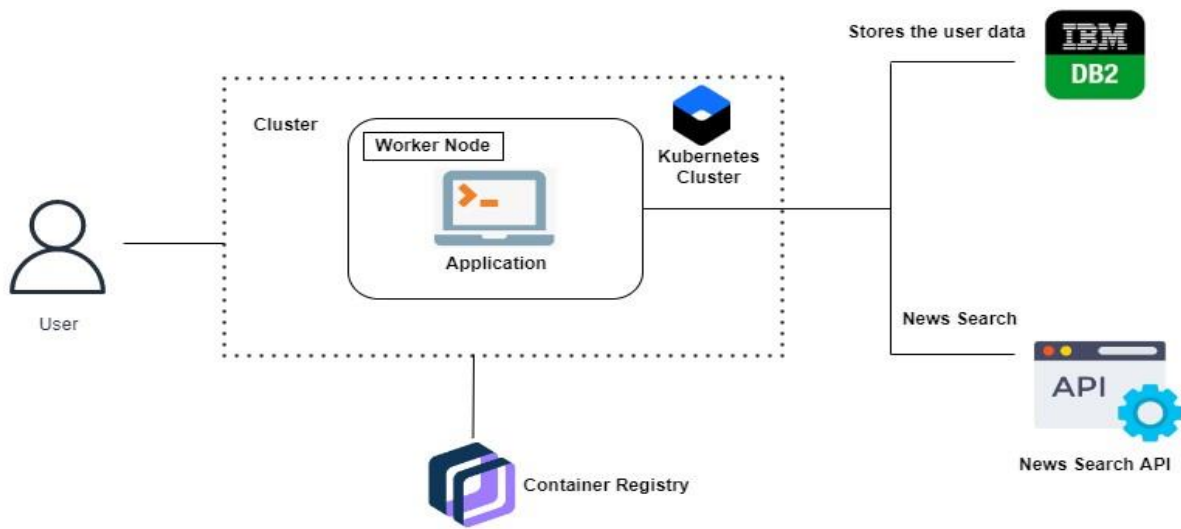 Stores the user data
IBM
DB2
Cluster
Worker Node
Kubernetes
Cluster
Application
User
News Search
API
News Search API
Container Registry